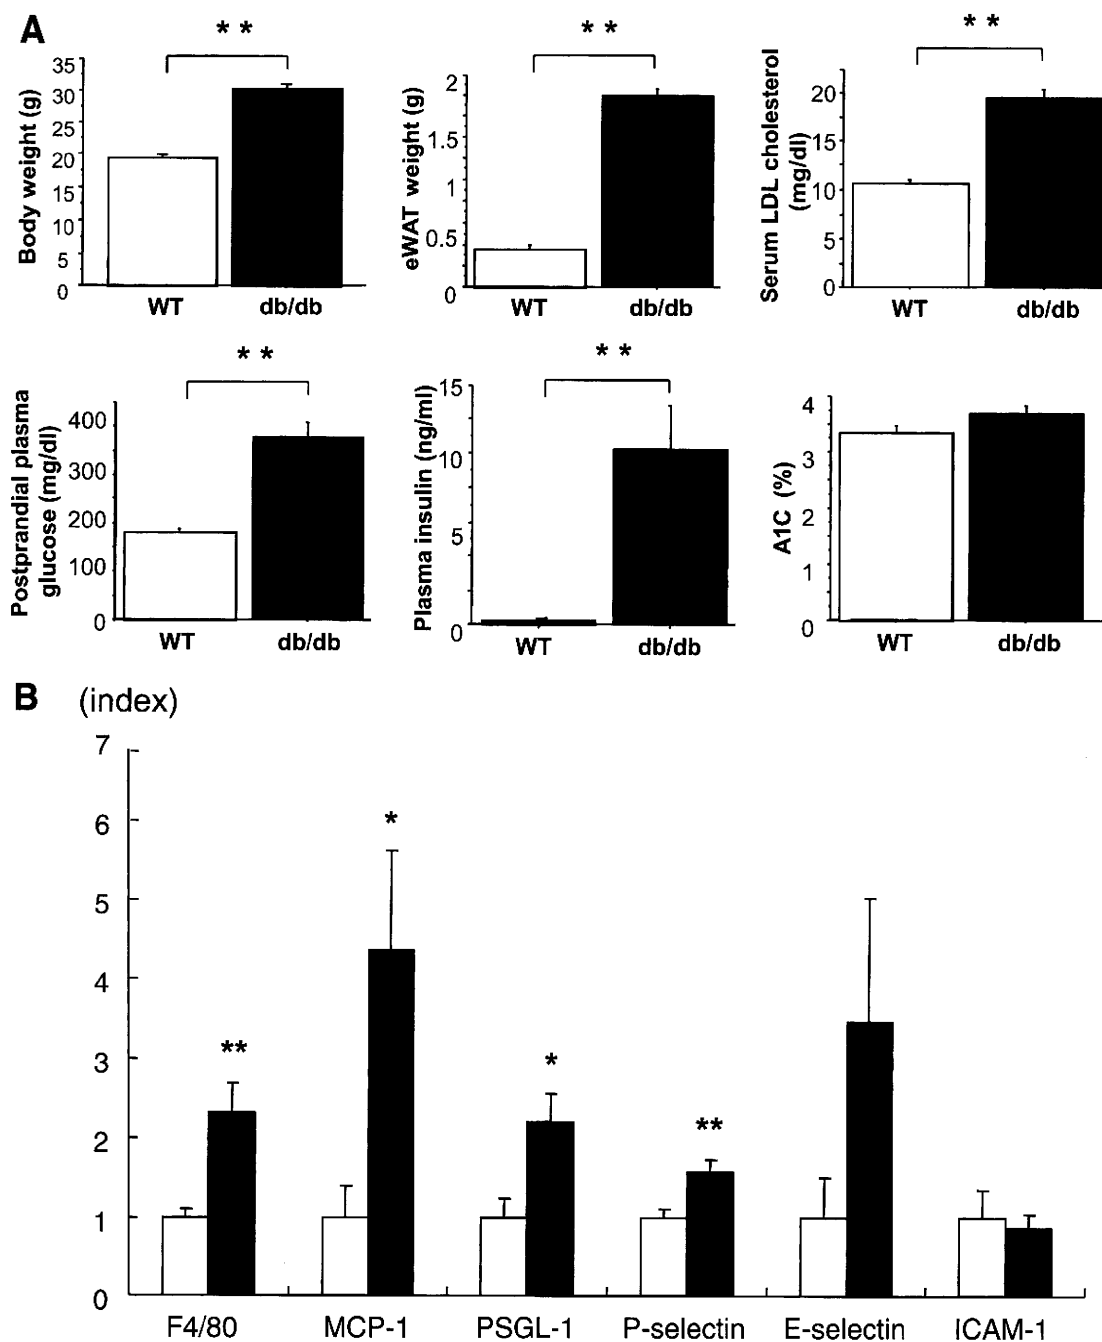 A
* *
Body weight (g)
35
30
25
20
15
10
5
0
WT db/db
* *
eWAT weight (g)
2
1.5
1
0.5
0
WT db/db
* *
Serum LDL cholesterol
(mg/dl)
20
15
10
5
0
WT db/db
* *
Postprandial plasma
glucose (mg/dl)
400
300
200
100
0
WT db/db
* *
Plasma insulin (ng/ml)
15
10
5
0
WT db/db
A1C (%)
4
3
2
1
0
WT db/db
B (index)
7
6
5
4
3
2
1
0
**
*
*
**
F4/80 MCP-1 PSGL-1 P-selectin E-selectin ICAM-1